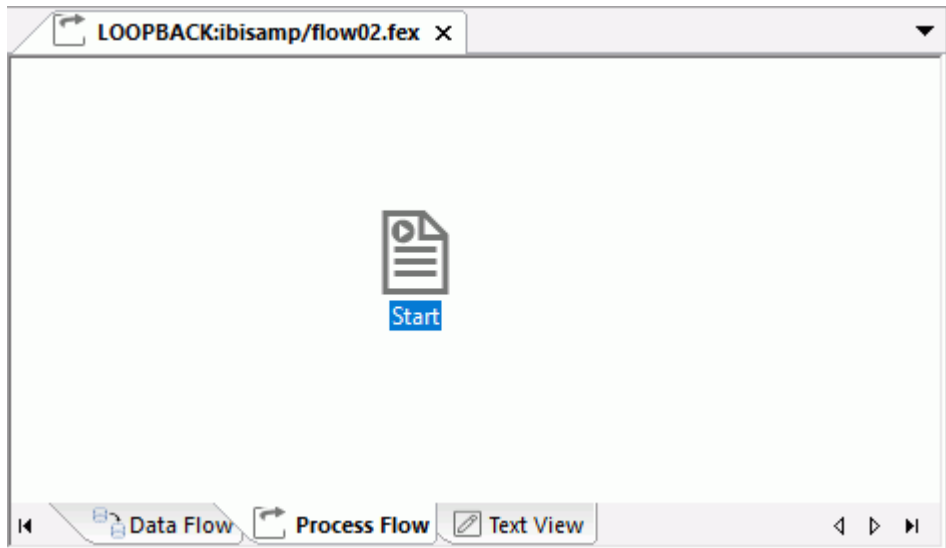 LOOPBACK:ibisamp/flow02.fex
Start
Data Flow Process Flow Text View